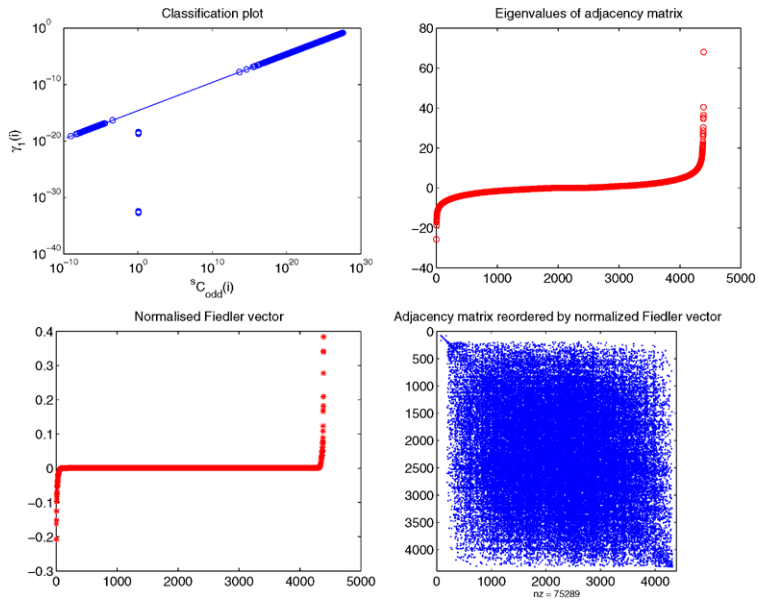 Classification plot
10^0
10^-10
10^-20
10^-30
10^-40
γ_1(i)
10^-10 10^0 10^10 10^20 10^30
^sC_odd(i)
Eigenvalues of adjacency matrix
80
60
40
20
0
−20
−40
0 1000 2000 3000 4000 5000
Normalised Fiedler vector
0.4
0.3
0.2
0.1
0
−0.1
−0.2
−0.3
0 1000 2000 3000 4000 5000
Adjacency matrix reordered by normalized Fiedler vector
0
500
1000
1500
2000
2500
3000
3500
4000
0 1000 2000 3000 4000
nz = 75289